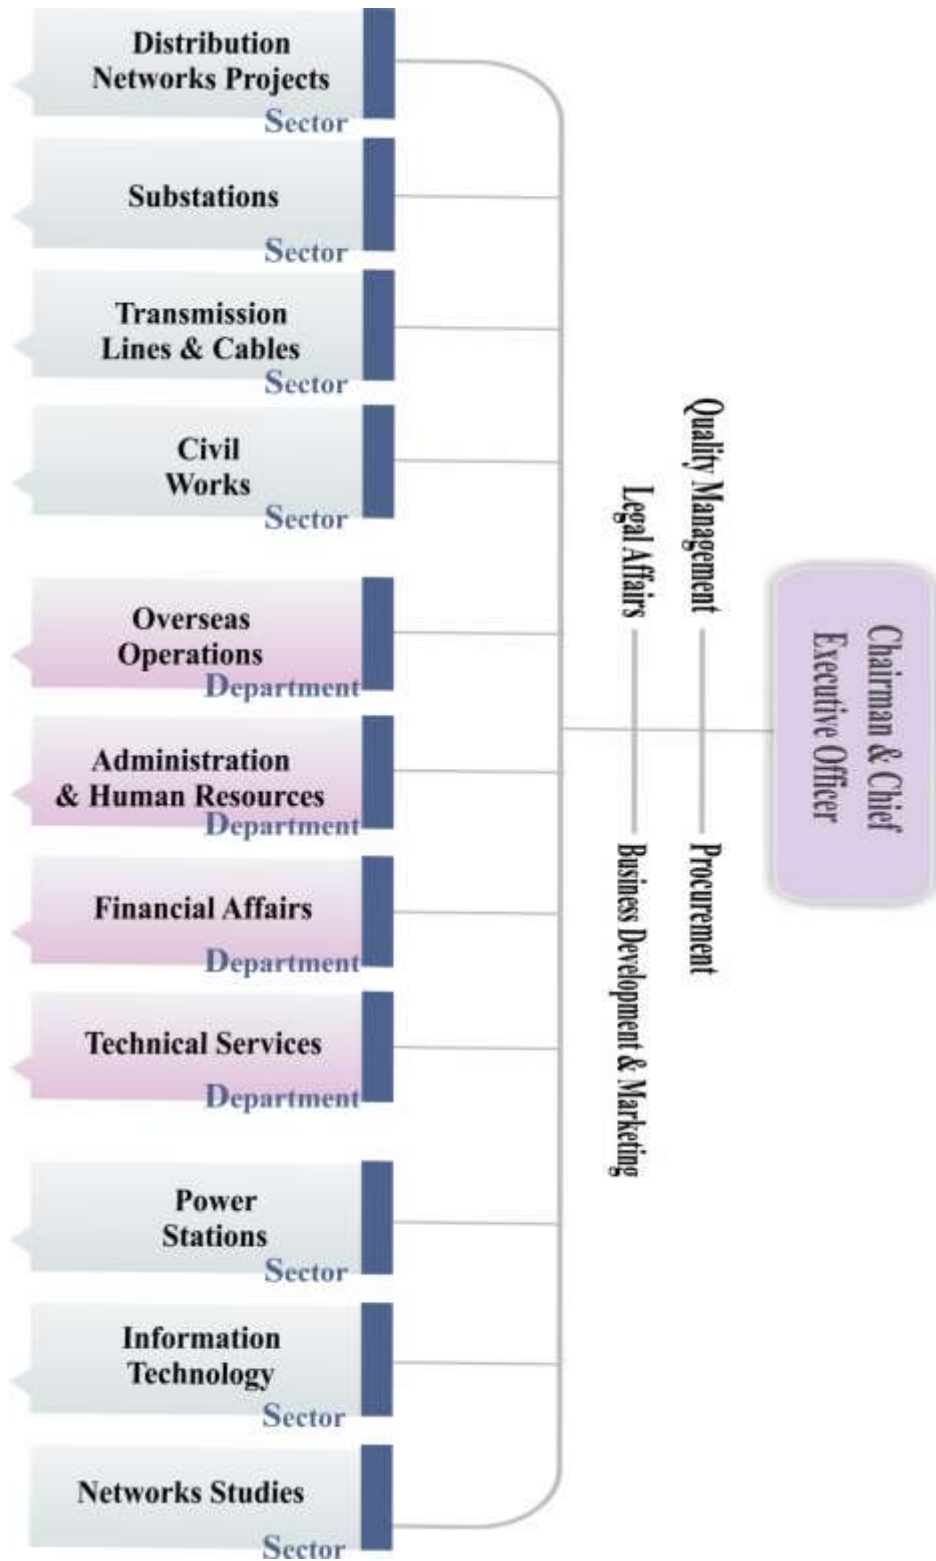 Chairman & Chief
Executive Officer
Quality Management
Procurement
Legal Affairs
Business Development & Marketing
Distribution
Networks Projects
Sector
Substations
Sector
Transmission
Lines & Cables
Sector
Civil
Works
Sector
Overseas
Operations
Department
Administration
& Human Resources
Department
Financial Affairs
Department
Technical Services
Department
Power
Stations
Sector
Information
Technology
Sector
Networks Studies
Sector